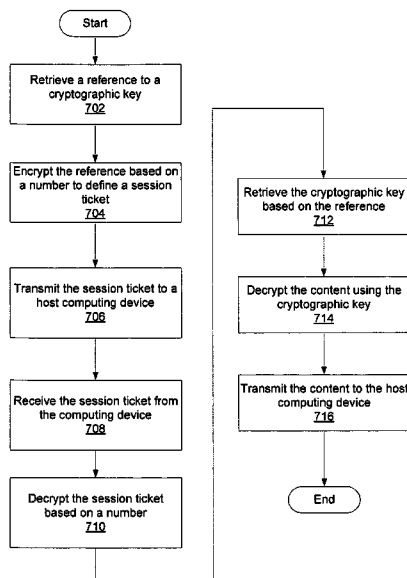 Start
Retrieve a reference to a
cryptographic key
702
Encrypt the reference based on
a number to define a session
ticket
704
Transmit the session ticket to a
host computing device
706
Receive the session ticket from
the computing device
708
Decrypt the session ticket
based on a number
710
Retrieve the cryptographic key
based on the reference
712
Decrypt the content using the
cryptographic key
714
Transmit the content to the host
computing device
716
End